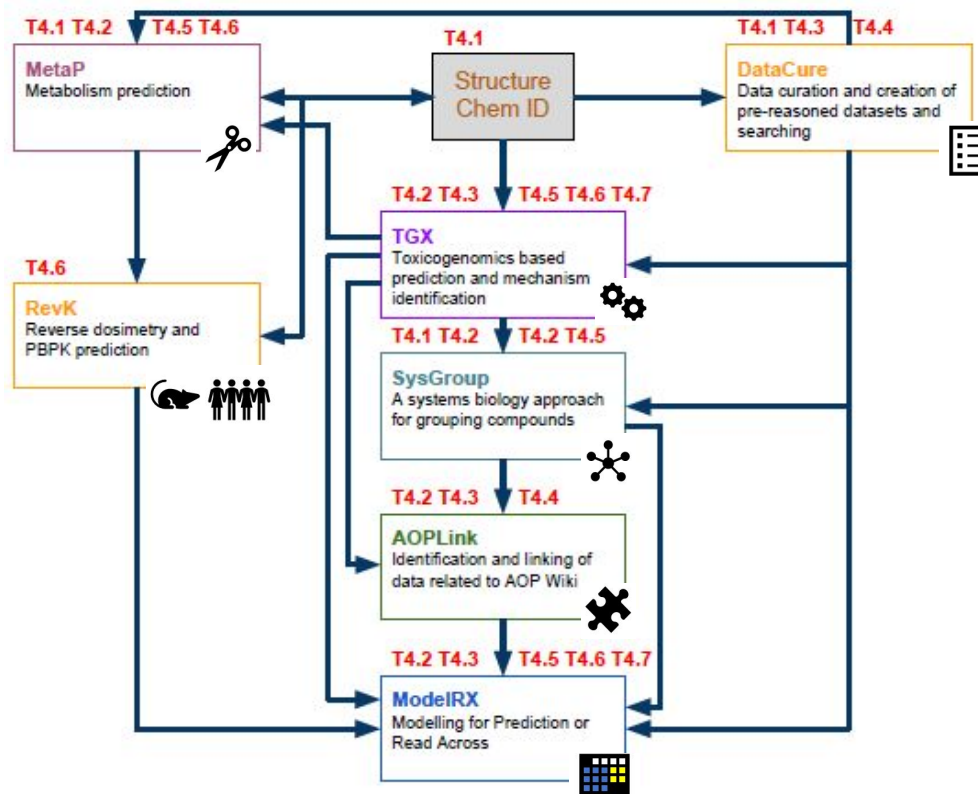 T4.1 T4.2 T4.5 T4.6
MetaP
Metabolism prediction
T4.1
Structure
Chem ID
T4.1 T4.3 T4.4
DataCure
Data curation and creation of
pre-reasoned datasets and
searching
T4.2 T4.3 T4.5 T4.6 T4.7
TGX
Toxicogenomics based
prediction and mechanism
identification
T4.6
RevK
Reverse dosimetry and
PBPK prediction
T4.1 T4.2 T4.2 T4.5
SysGroup
A systems biology approach
for grouping compounds
T4.2 T4.3 T4.4
AOPLink
Identification and linking of
data related to AOP Wiki
T4.2 T4.3 T4.5 T4.6 T4.7
ModelRX
Modelling for Prediction or
Read Across